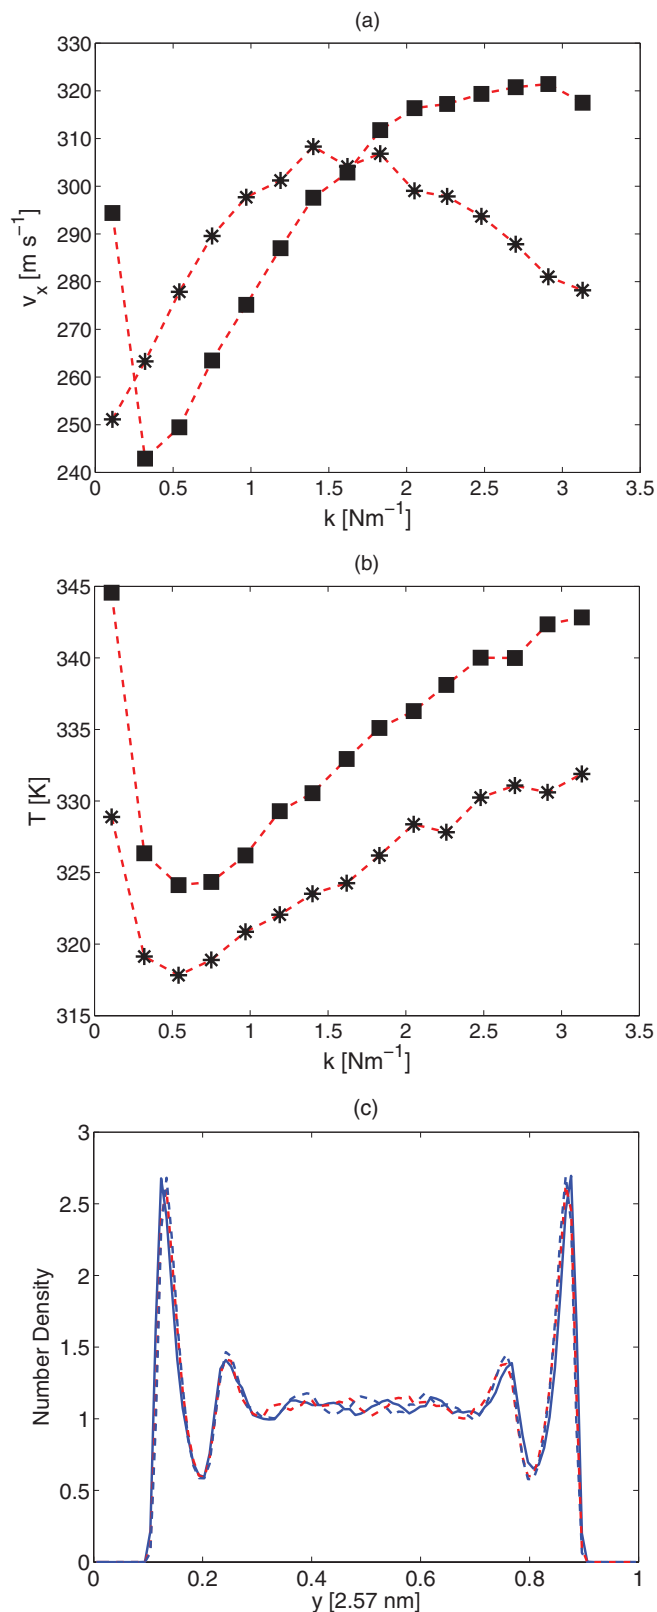 (a)
330
320
310
300
290
280
270
260
250
240
v_x [m s⁻¹]
0 0.5 1 1.5 2 2.5 3 3.5
k [Nm⁻¹]
(b)
345
340
335
330
325
320
315
T [K]
0 0.5 1 1.5 2 2.5 3 3.5
k [Nm⁻¹]
(c)
3
2.5
2
1.5
1
0.5
0
Number Density
0 0.2 0.4 0.6 0.8 1
y [2.57 nm]